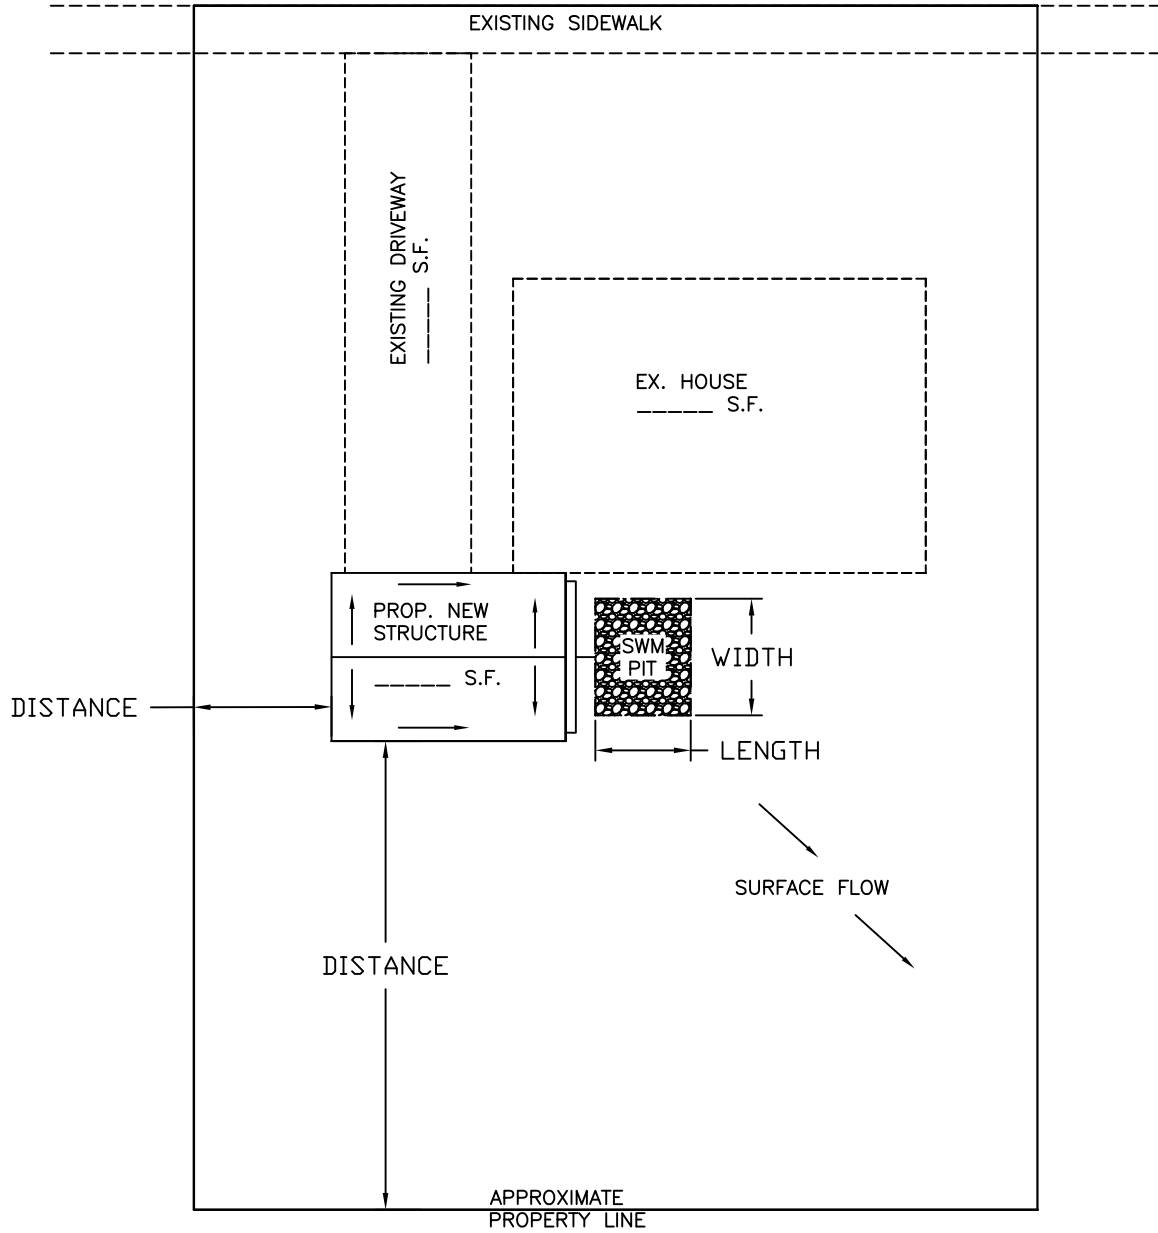 EXISTING SIDEWALK
EXISTING DRIVEWAY
_____ S.F.
EX. HOUSE
_____ S.F.
PROP. NEW
STRUCTURE
_____ S.F.
SWM
PIT
WIDTH
DISTANCE
LENGTH
SURFACE FLOW
DISTANCE
APPROXIMATE
PROPERTY LINE